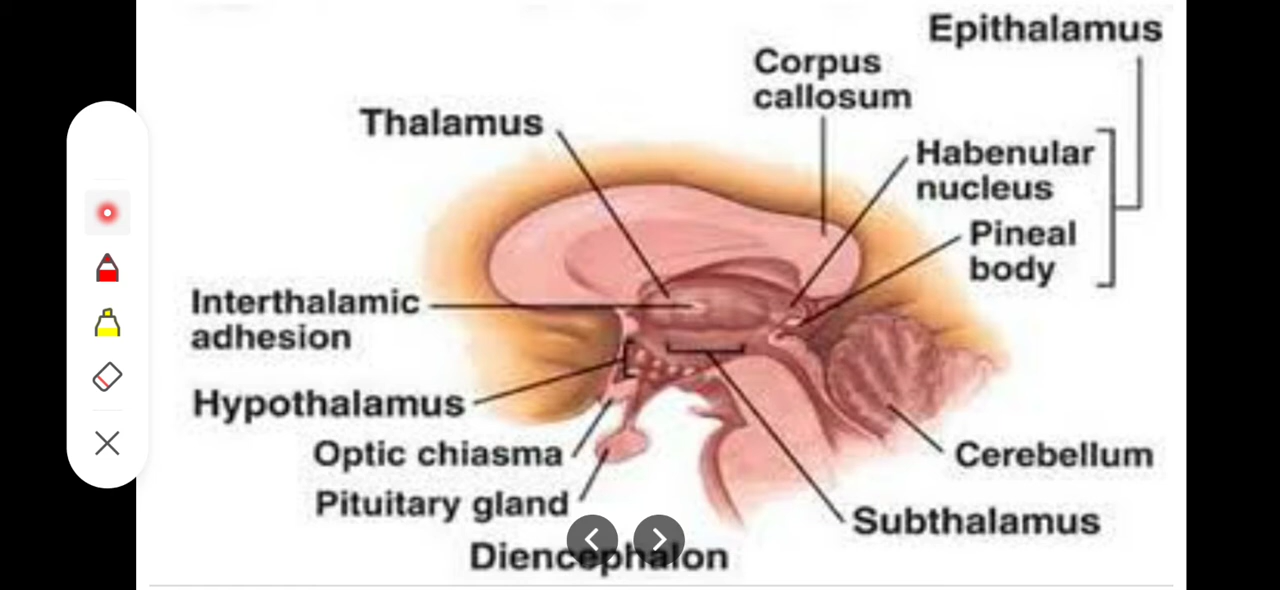 Epithalamus
Corpus
callosum
Thalamus
Habenular
nucleus
Pineal
body
Interthalamic
adhesion
Hypothalamus
Optic chiasma
Cerebellum
Pituitary gland
Subthalamus
Diencephalon